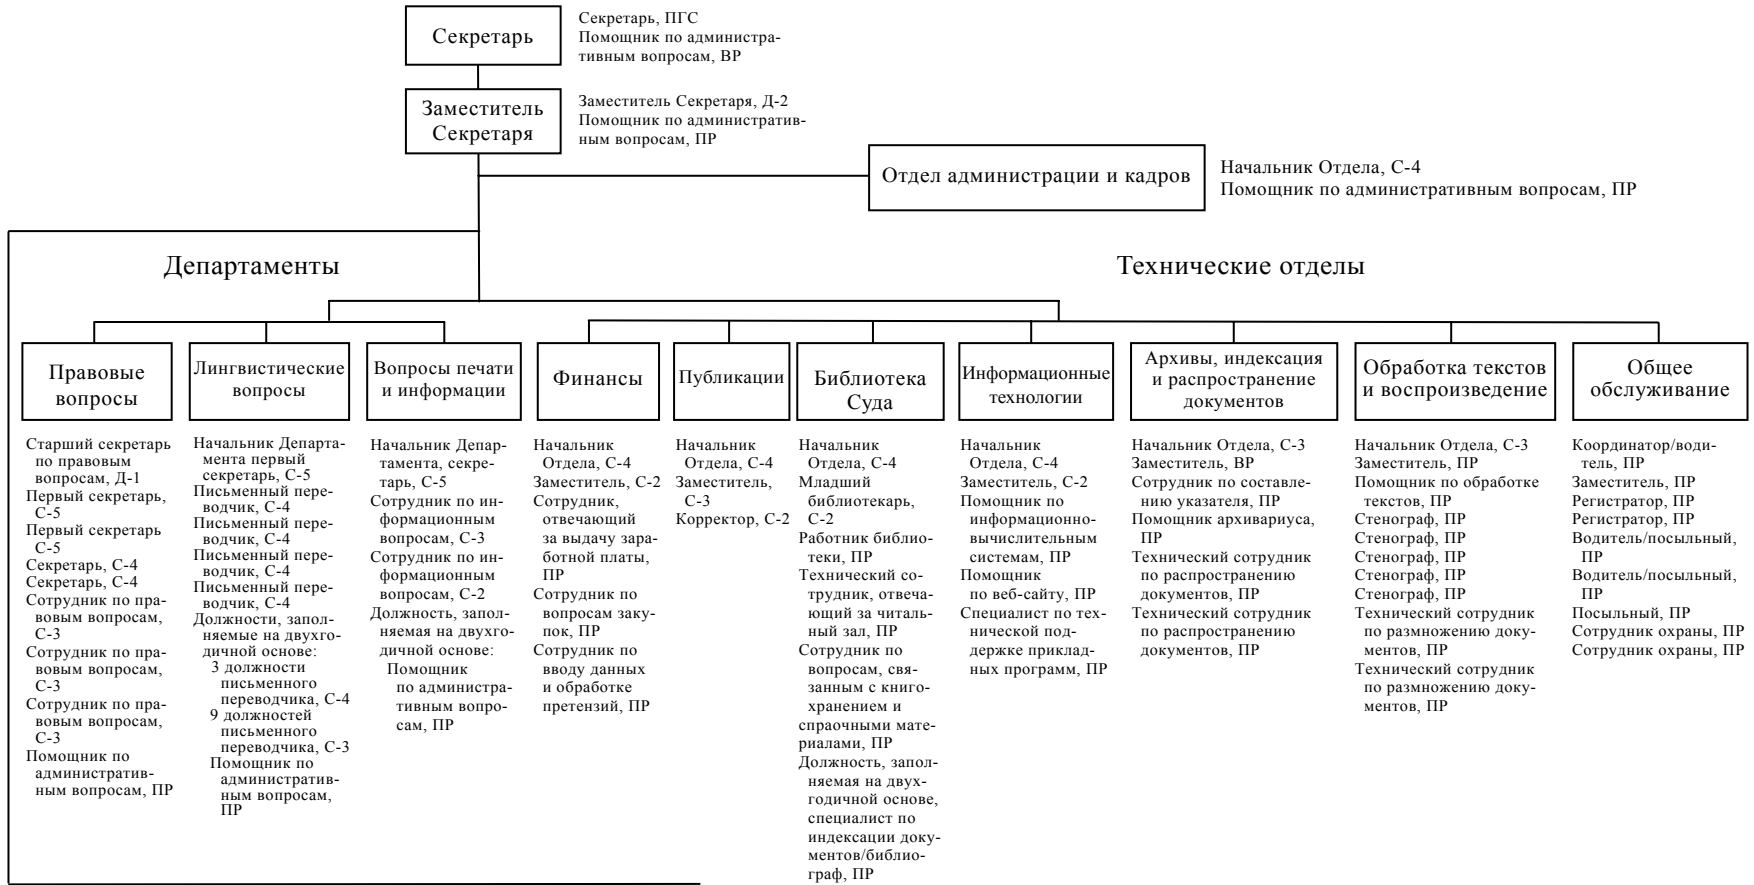 Секретарь
Секретарь, ПГС
Помощник по администра-
тивным вопросам, ВР
Заместитель
Секретаря
Заместитель Секретаря, Д-2
Помощник по административ-
ным вопросам, ПР
Отдел администрации и кадров
Начальник Отдела, С-4
Помощник по административным вопросам, ПР
Департаменты
Технические отделы
Правовые
вопросы
Старший секретарь
по правовым
вопросам, Д-1
Первый секретарь,
С-5
Первый секретарь
С-5
Секретарь, С-4
Секретарь, С-4
Сотрудник по пра-
вовым вопросам,
С-3
Сотрудник по пра-
вовым вопросам,
С-3
Сотрудник по пра-
вовым вопросам,
С-3
Помощник по
административ-
ным вопросам, ПР
Лингвистические
вопросы
Начальник Департа-
мента первый
секретарь, С-5
Письменный пере-
водчик, С-4
Письменный пере-
водчик, С-4
Письменный пере-
водчик, С-4
Письменный пере-
водчик, С-4
Должности, запол-
няемые на двухго-
дичной основе:
3 должности
письменного
переводчика, С-4
9 должностей
письменного
переводчика, С-3
Помощник по
административ-
ным вопросам,
ПР
Вопросы печати
и информации
Начальник Депар-
тамента, секре-
тарь, С-5
Сотрудник по ин-
формационным
вопросам, С-3
Сотрудник по ин-
формационным
вопросам, С-2
Должность, запол-
няемая на двухго-
дичной основе:
Помощник
по администра-
тивным вопро-
сам, ПР
Финансы
Начальник
Отдела, С-4
Заместитель, С-2
Сотрудник,
отвечающий
за выдачу зара-
ботной платы,
ПР
Сотрудник по
вопросам заку-
пок, ПР
Сотрудник по
вводу данных
и обработке
претензий, ПР
Публикации
Начальник
Отдела, С-4
Заместитель,
С-3
Корректор, С-2
Библиотека
Суда
Начальник
Отдела, С-4
Младший
библиотекарь,
С-2
Работник библио-
теки, ПР
Технический со-
трудник, отвеча-
ющий за читаль-
ный зал, ПР
Сотрудник по
вопросам, свя-
занным с книго-
хранением и
спраочными мате-
риалами, ПР
Должность, запол-
няемая на двух-
годичной основе,
специалист по
индексации доку-
ментов/библио-
граф, ПР
Информационные
технологии
Начальник
Отдела, С-4
Заместитель, С-2
Помощник по
информационно-
вычислительным
системам, ПР
Помощник
по веб-сайту, ПР
Специалист по тех-
нической под-
держке приклад-
ных программ, ПР
Архивы, индексация
и распространение
документов
Начальник Отдела, С-3
Заместитель, ВР
Сотрудник по составле-
нию указателя, ПР
Помощник архивариуса,
ПР
Технический сотрудник
по распространению
документов, ПР
Технический сотрудник
по распространению
документов, ПР
Обработка текстов
и воспроизведение
Начальник Отдела, С-3
Заместитель, ПР
Помощник по обработке
текстов, ПР
Стенограф, ПР
Стенограф, ПР
Стенограф, ПР
Стенограф, ПР
Стенограф, ПР
Технический сотрудник
по размножению доку-
ментов, ПР
Технический сотрудник
по размножению доку-
ментов, ПР
Общее
обслуживание
Координатор/води-
тель, ПР
Заместитель, ПР
Регистратор, ПР
Регистратор, ПР
Водитель/посыльный,
ПР
Водитель/посыльный,
ПР
Посыльный, ПР
Сотрудник охраны, ПР
Сотрудник охраны, ПР